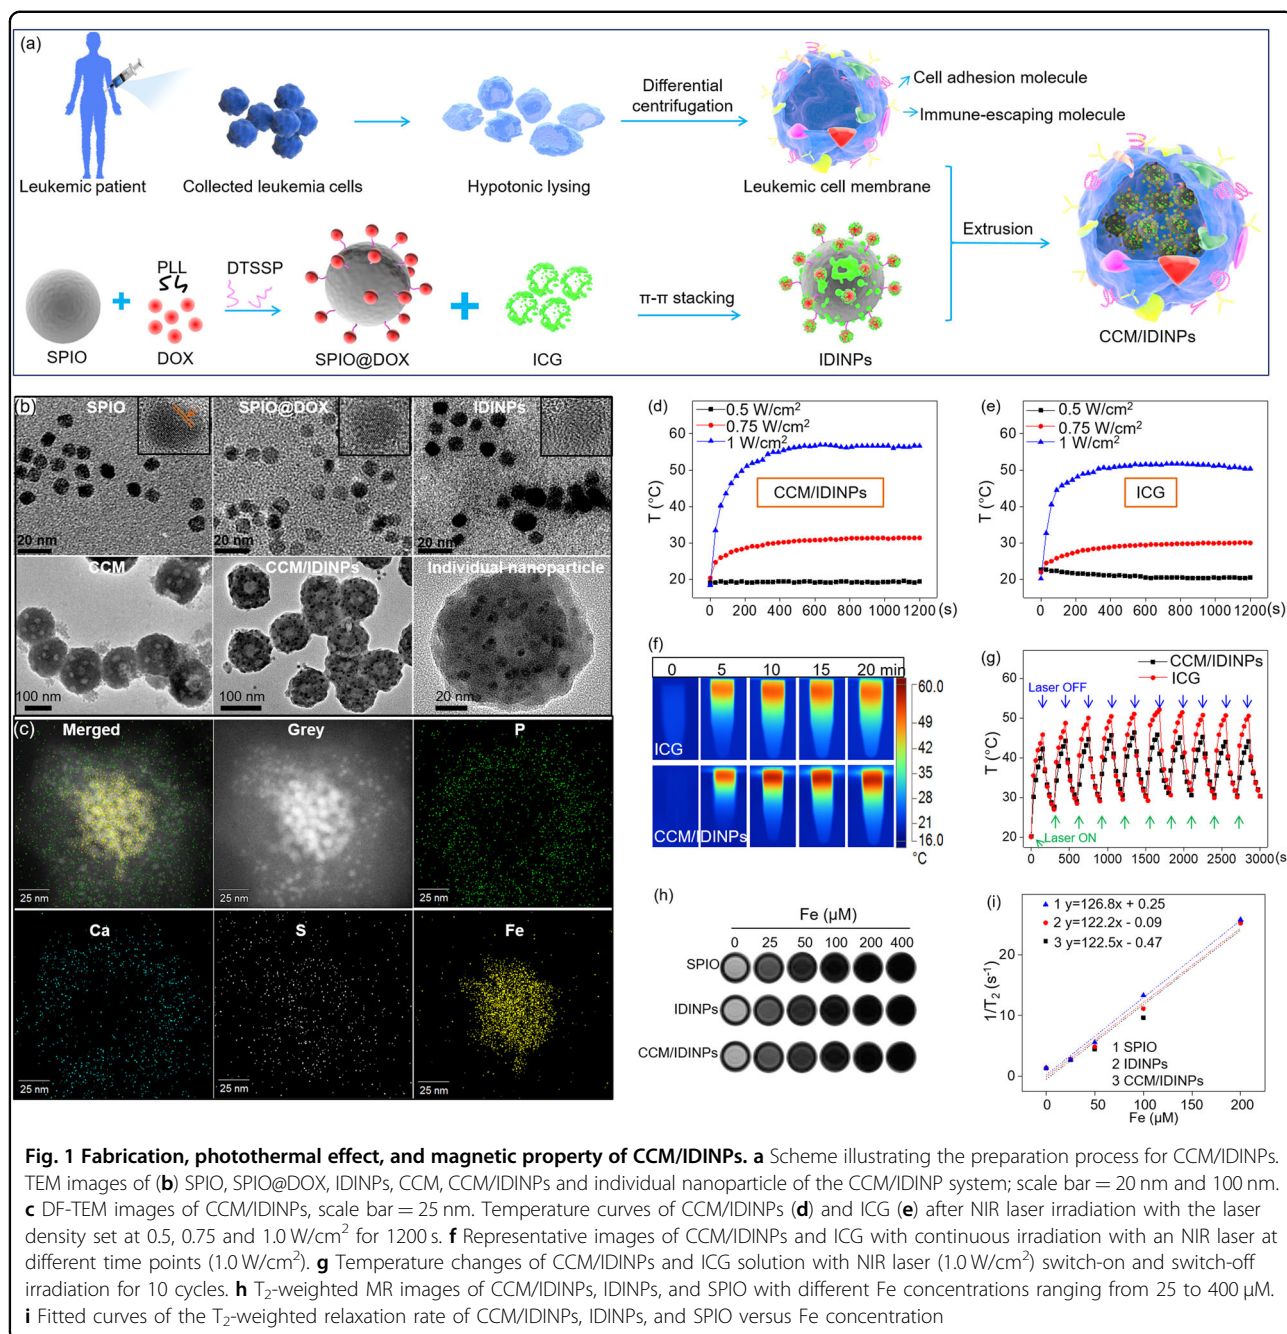 (a)
Leukemic patient
Collected leukemia cells
Hypotonic lysing
Differential
centrifugation
Leukemic cell membrane
Cell adhesion molecule
Immune-escaping molecule
Extrusion
CCM/IDINPs
SPIO
PLL
DOX
DTSSP
SPIO@DOX
ICG
π-π stacking
IDINPs
(b)
SPIO
20 nm
SPIO@DOX
20 nm
IDINPs
20 nm
CCM
100 nm
CCM/IDINPs
100 nm
Individual nanoparticle
20 nm
(c)
Merged
25 nm
Grey
25 nm
P
25 nm
Ca
25 nm
S
25 nm
Fe
25 nm
(d)
0.5 W/cm²
0.75 W/cm²
1 W/cm²
CCM/IDINPs
T (°C)
60
50
40
30
20
0 200 400 600 800 1000 1200 (s)
(e)
0.5 W/cm²
0.75 W/cm²
1 W/cm²
ICG
T (°C)
60
50
40
30
20
0 200 400 600 800 1000 1200 (s)
(f)
0 5 10 15 20 min
ICG
CCM/IDINPs
60.0
49
42
35
28
21
16.0
°C
(g)
CCM/IDINPs
ICG
Laser OFF
Laser ON
T (°C)
60
50
40
30
20
0 500 1000 1500 2000 2500 3000 (s)
(h)
Fe (µM)
0 25 50 100 200 400
SPIO
IDINPs
CCM/IDINPs
(i)
1 y=126.8x + 0.25
2 y=122.2x - 0.09
3 y=122.5x - 0.47
1 SPIO
2 IDINPs
3 CCM/IDINPs
1/T₂ (s⁻¹)
20
10
0
0 50 100 150 200
Fe (µM)
Fig. 1 Fabrication, photothermal effect, and magnetic property of CCM/IDINPs. a Scheme illustrating the preparation process for CCM/IDINPs.
TEM images of (b) SPIO, SPIO@DOX, IDINPs, CCM, CCM/IDINPs and individual nanoparticle of the CCM/IDINP system; scale bar = 20 nm and 100 nm.
c DF-TEM images of CCM/IDINPs, scale bar = 25 nm. Temperature curves of CCM/IDINPs (d) and ICG (e) after NIR laser irradiation with the laser
density set at 0.5, 0.75 and 1.0 W/cm² for 1200 s. f Representative images of CCM/IDINPs and ICG with continuous irradiation with an NIR laser at
different time points (1.0 W/cm²). g Temperature changes of CCM/IDINPs and ICG solution with NIR laser (1.0 W/cm²) switch-on and switch-off
irradiation for 10 cycles. h T₂-weighted MR images of CCM/IDINPs, IDINPs, and SPIO with different Fe concentrations ranging from 25 to 400 µM.
i Fitted curves of the T₂-weighted relaxation rate of CCM/IDINPs, IDINPs, and SPIO versus Fe concentration